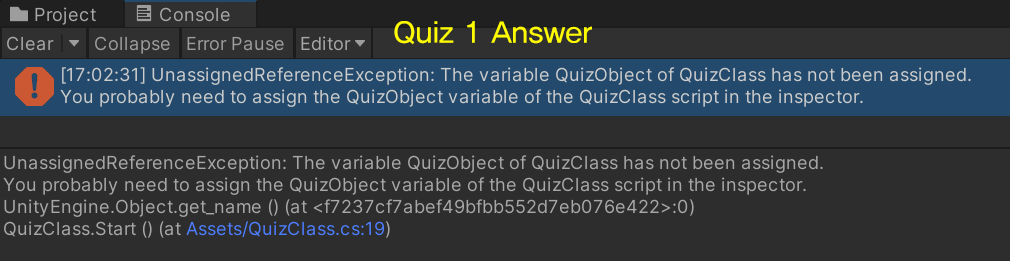 Project
Console
Clear
Collapse
Error Pause
Editor
Quiz 1 Answer
[17:02:31] UnassignedReferenceException: The variable QuizObject of QuizClass has not been assigned.
You probably need to assign the QuizObject variable of the QuizClass script in the inspector.
UnassignedReferenceException: The variable QuizObject of QuizClass has not been assigned.
You probably need to assign the QuizObject variable of the QuizClass script in the inspector.
UnityEngine.Object.get_name () (at <f7237cf7abef49bfbb552d7eb076e422>:0)
QuizClass.Start () (at Assets/QuizClass.cs:19)